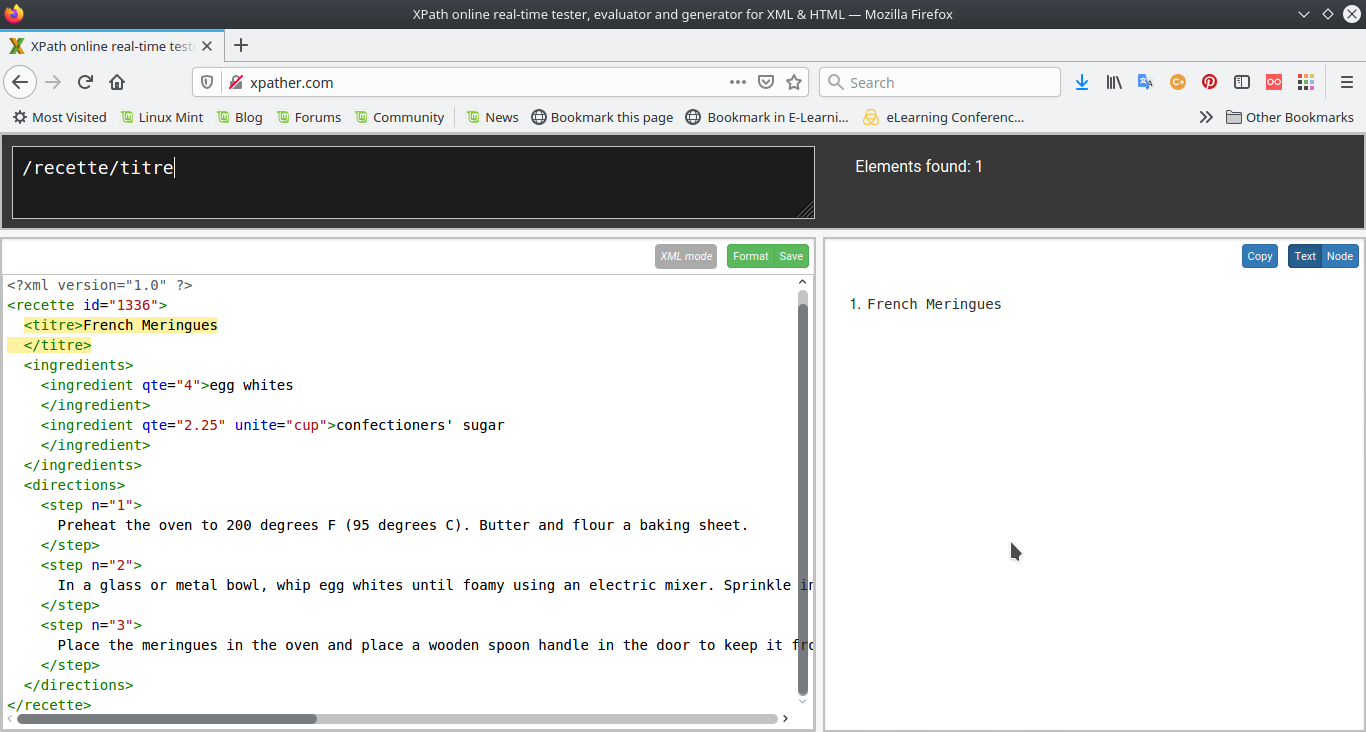 XPath online real-time tester, evaluator and generator for XML & HTML — Mozilla Firefox
XPath online real-time teste
xpather.com
Search
Most Visited Linux Mint Blog Forums Community News Bookmark this page Bookmark in E-Learni... eLearning Conferenc... Other Bookmarks
/recette/titre
Elements found: 1
XML mode Format Save
Copy Text Node
<?xml version="1.0" ?>
<recette id="1336">
<titre>French Meringues
</titre>
<ingredients>
<ingredient qte="4">egg whites
</ingredient>
<ingredient qte="2.25" unite="cup">confectioners' sugar
</ingredient>
</ingredients>
<directions>
<step n="1">
Preheat the oven to 200 degrees F (95 degrees C). Butter and flour a baking sheet.
</step>
<step n="2">
In a glass or metal bowl, whip egg whites until foamy using an electric mixer. Sprinkle in
</step>
<step n="3">
Place the meringues in the oven and place a wooden spoon handle in the door to keep it fro
</step>
</directions>
</recette>
1. French Meringues